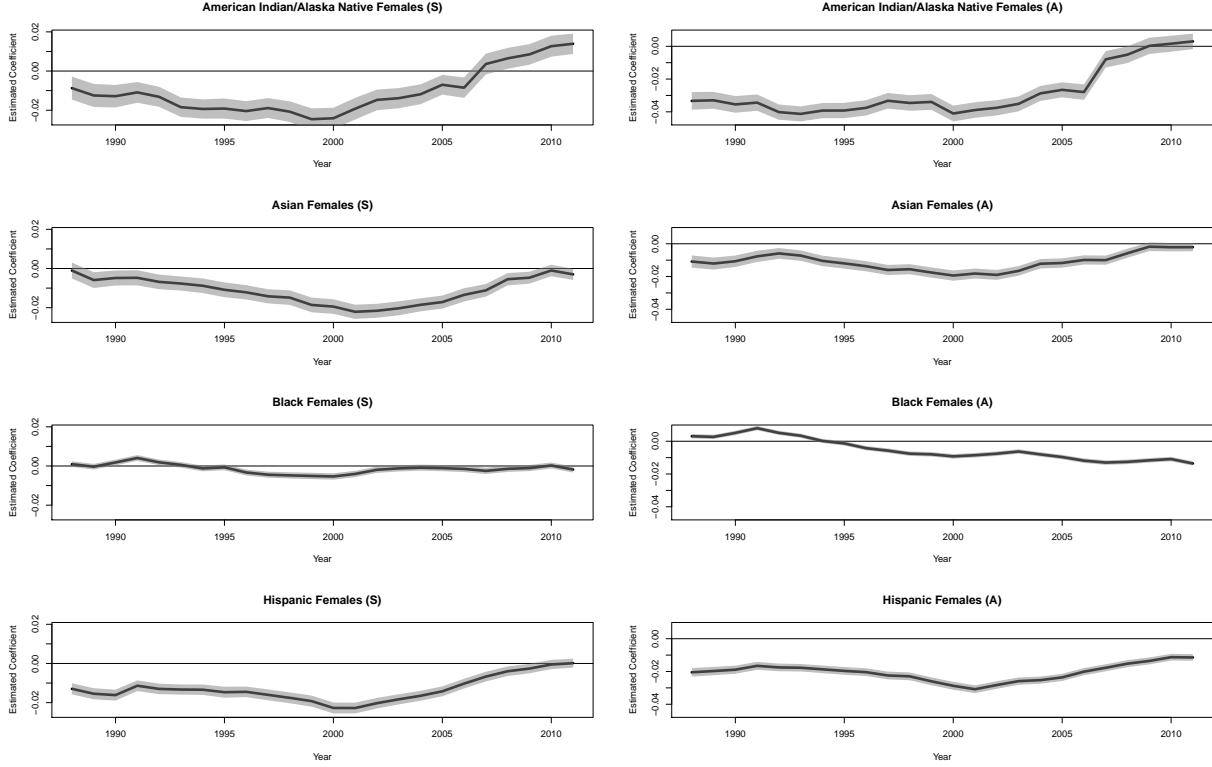 American Indian/Alaska Native Females (S)
Estimated Coefficient
−0.02 0.00 0.02
1990 1995 2000 2005 2010
Year
American Indian/Alaska Native Females (A)
Estimated Coefficient
−0.04 −0.02 0.00
1990 1995 2000 2005 2010
Year
Asian Females (S)
Estimated Coefficient
−0.02 0.00 0.02
1990 1995 2000 2005 2010
Year
Asian Females (A)
Estimated Coefficient
−0.04 −0.02 0.00
1990 1995 2000 2005 2010
Year
Black Females (S)
Estimated Coefficient
−0.02 0.00 0.02
1990 1995 2000 2005 2010
Year
Black Females (A)
Estimated Coefficient
−0.04 −0.02 0.00
1990 1995 2000 2005 2010
Year
Hispanic Females (S)
Estimated Coefficient
−0.02 0.00 0.02
1990 1995 2000 2005 2010
Year
Hispanic Females (A)
Estimated Coefficient
−0.04 −0.02 0.00
1990 1995 2000 2005 2010
Year